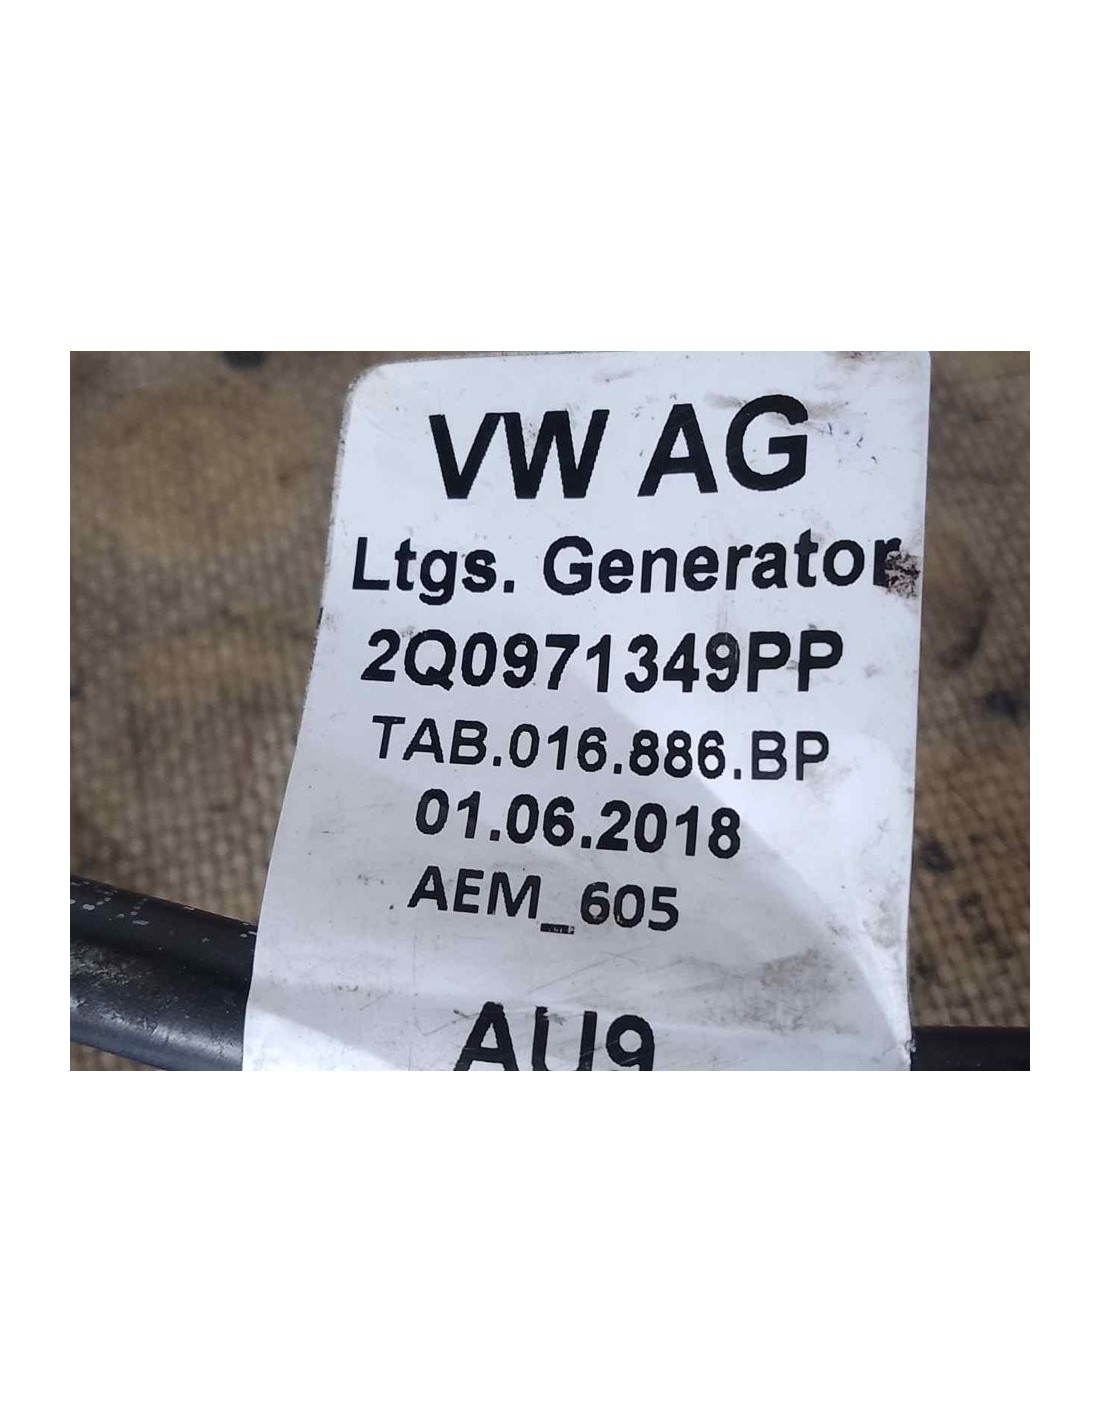 VW AG
Ltgs. Generator
2Q0971349PP
TAB.016.886.BP
01.06.2018
AEM_605
AU9